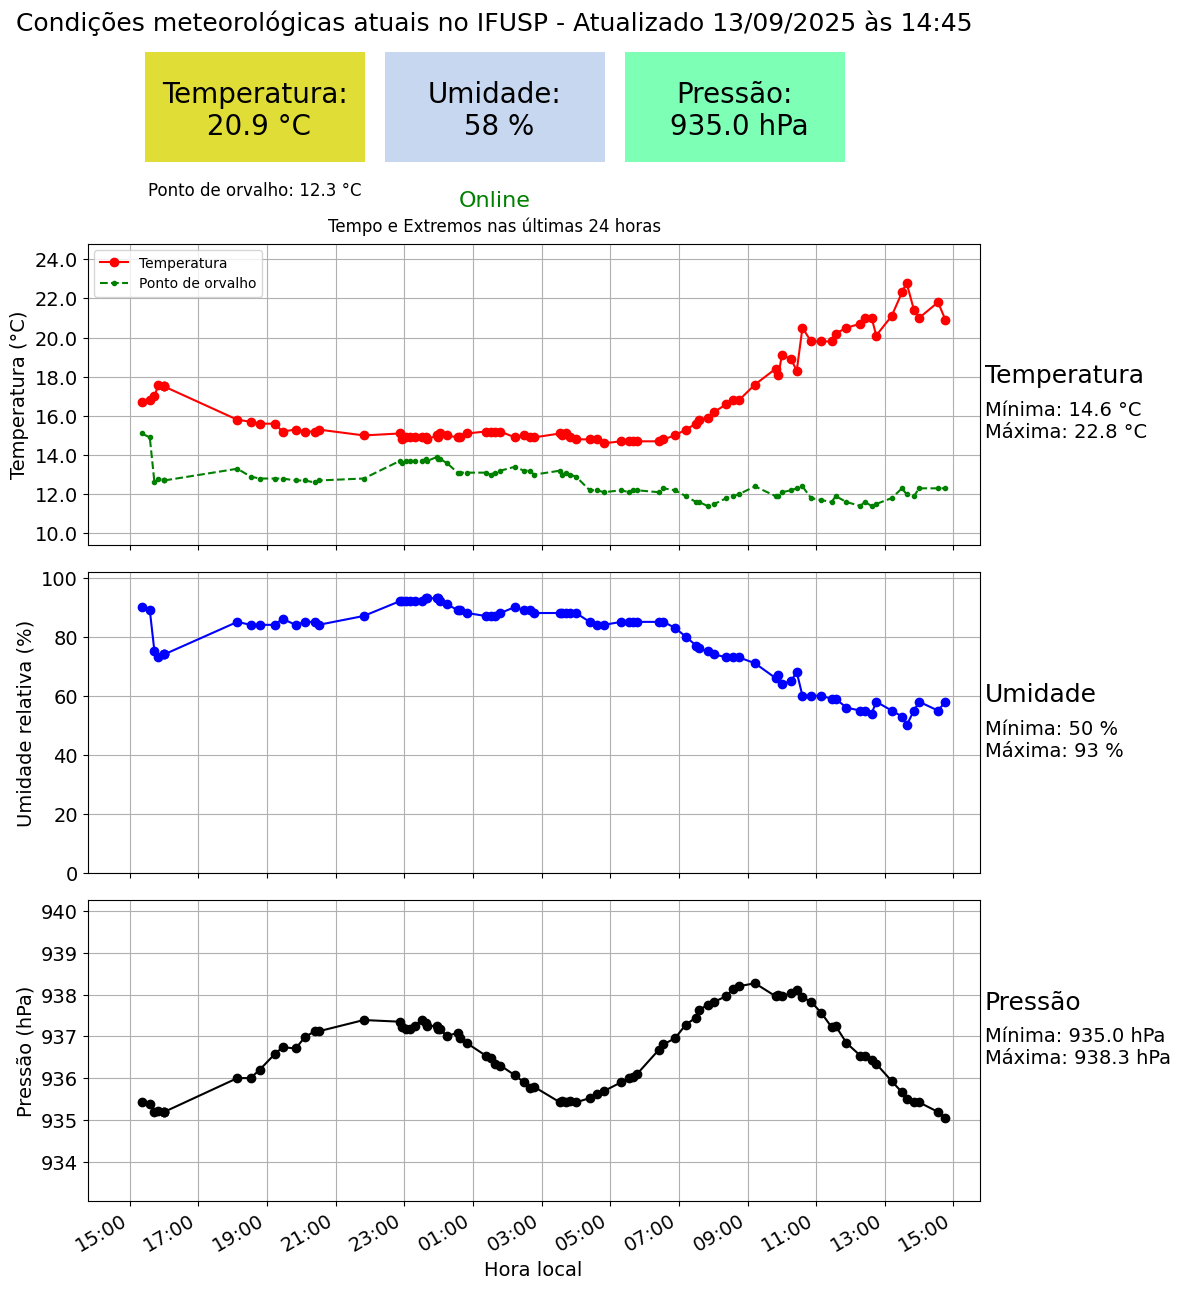 Condições meteorológicas atuais no IFUSP - Atualizado 13/09/2025 às 14:45
Temperatura:
20.9 °C
Umidade:
58 %
Pressão:
935.0 hPa
Ponto de orvalho: 12.3 °C
Online
Tempo e Extremos nas últimas 24 horas
Temperatura
Ponto de orvalho
Temperatura (°C)
24.0
22.0
20.0
18.0
16.0
14.0
12.0
10.0
Temperatura
Mínima: 14.6 °C
Máxima: 22.8 °C
Umidade relativa (%)
100
80
60
40
20
0
Umidade
Mínima: 50 %
Máxima: 93 %
Pressão (hPa)
940
939
938
937
936
935
934
Pressão
Mínima: 935.0 hPa
Máxima: 938.3 hPa
15:00 17:00 19:00 21:00 23:00 01:00 03:00 05:00 07:00 09:00 11:00 13:00 15:00
Hora local